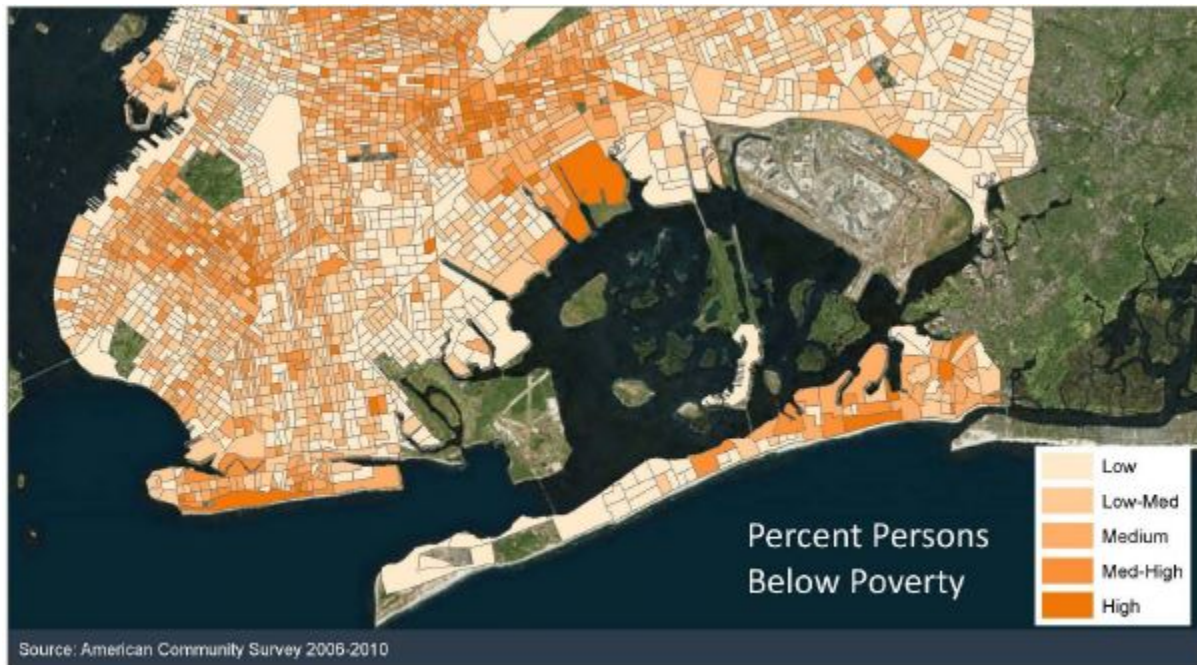 Low
Low-Med
Medium
Med-High
High
Percent Persons
Below Poverty
Source: American Community Survey 2006-2010